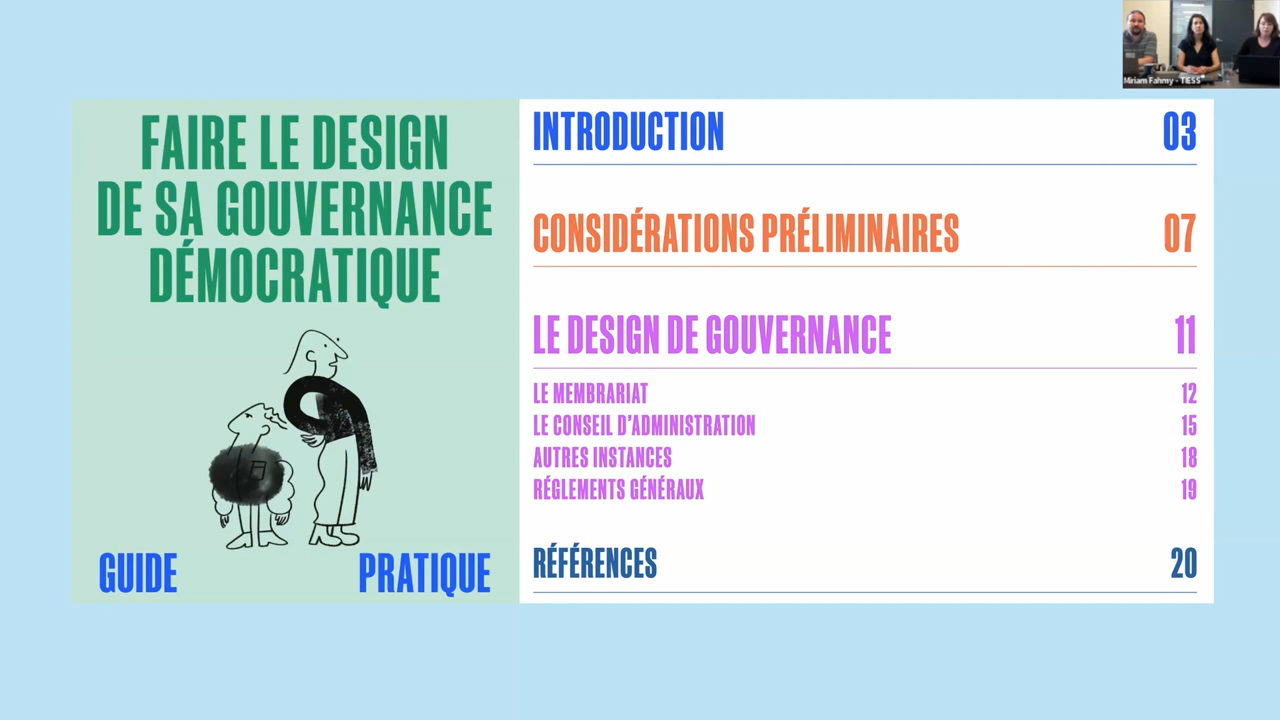 FAIRE LE DESIGN
DE SA GOUVERNANCE
DÉMOCRATIQUE
GUIDE PRATIQUE
INTRODUCTION 03
CONSIDÉRATIONS PRÉLIMINAIRES 07
LE DESIGN DE GOUVERNANCE 11
LE MEMBRARIAT 12
LE CONSEIL D'ADMINISTRATION 15
AUTRES INSTANCES 18
RÉGLEMENTS GÉNÉRAUX 19
RÉFÉRENCES 20
Miriam Fahmy - TIESS